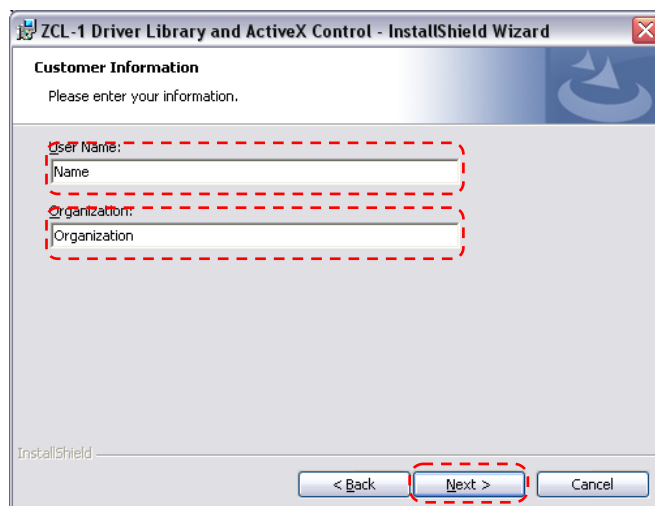 ZCL-1 Driver Library and ActiveX Control - InstallShield Wizard
Customer Information
Please enter your information.
User Name:
Name
Organization:
Organization
InstallShield
< Back
Next >
Cancel